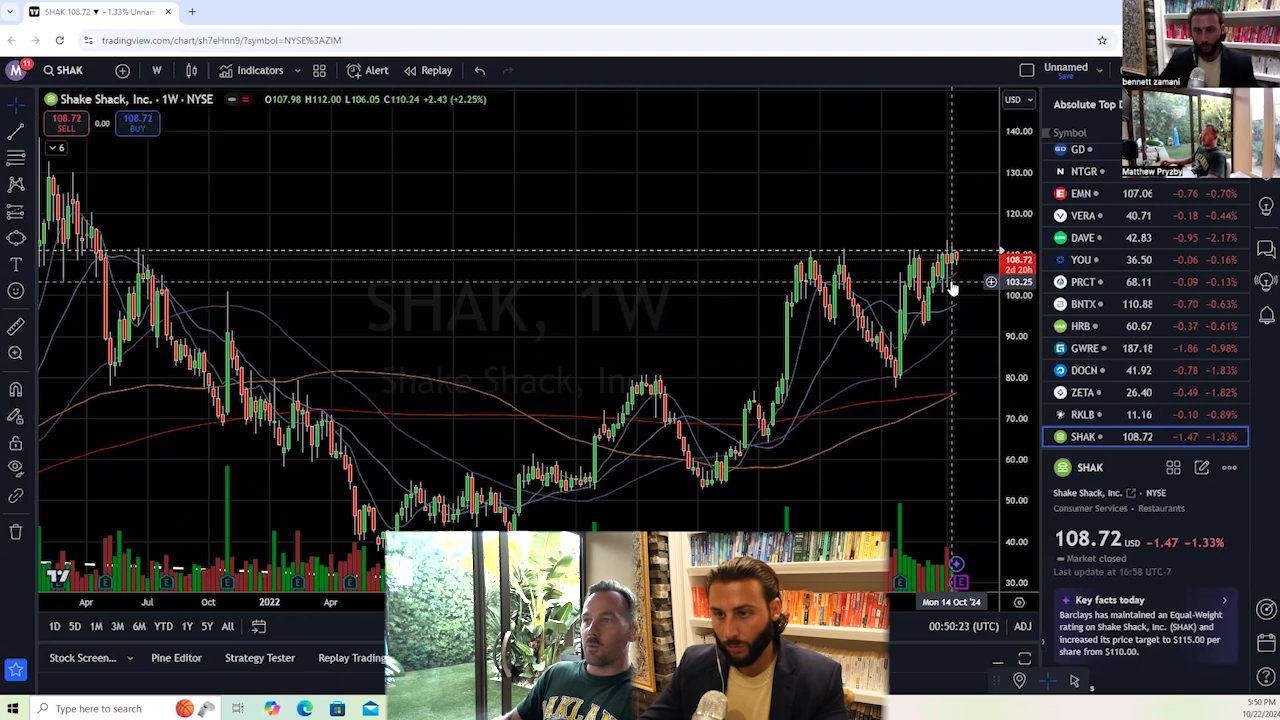 SHAK 108.72 ▼ −1.33% Unnam
tradingview.com/chart/sh7eHnn9/?symbol=NYSE%3AZIM
M 11 SHAK W Indicators Alert Replay Unnamed Save
Shake Shack, Inc. · 1W · NYSE O107.98 H112.00 L106.05 C110.24 +2.43 (+2.25%)
108.72 SELL 0.00 108.72 BUY
6
SHAK, 1W
Shake Shack, Inc.
USD
140.00
130.00
120.00
110.00
108.72
2d 20h
103.25
100.00
90.00
80.00
70.00
60.00
50.00
40.00
30.00
Apr Jul Oct 2022 Apr Mon 14 Oct '24
1D 5D 1M 3M 6M YTD 1Y 5Y All 00:50:23 (UTC) ADJ
Stock Screen... Pine Editor Strategy Tester Replay Trading
bennett zamani
Matthew Pryzby
Absolute Top D
Symbol
GD
NTGR
EMN 107.06 −0.76 −0.70%
VERA 40.71 −0.18 −0.44%
DAVE 42.83 −0.95 −2.17%
YOU 36.50 −0.06 −0.16%
PRCT 68.11 −0.09 −0.13%
BNTX 110.88 −0.70 −0.63%
HRB 60.67 −0.37 −0.61%
GWRE 187.18 −1.86 −0.98%
DOCN 41.92 −0.78 −1.83%
ZETA 26.40 −0.49 −1.82%
RKLB 11.16 −0.10 −0.89%
SHAK 108.72 −1.47 −1.33%
SHAK
Shake Shack, Inc. NYSE
Consumer Services • Restaurants
108.72 USD −1.47 −1.33%
Market closed
Last update at 16:58 UTC-7
Key facts today
Barclays has maintained an Equal-Weight
rating on Shake Shack, Inc. (SHAK) and
increased its price target to $115.00 per
share from $110.00.
Type here to search
5:50 PM
10/22/2024